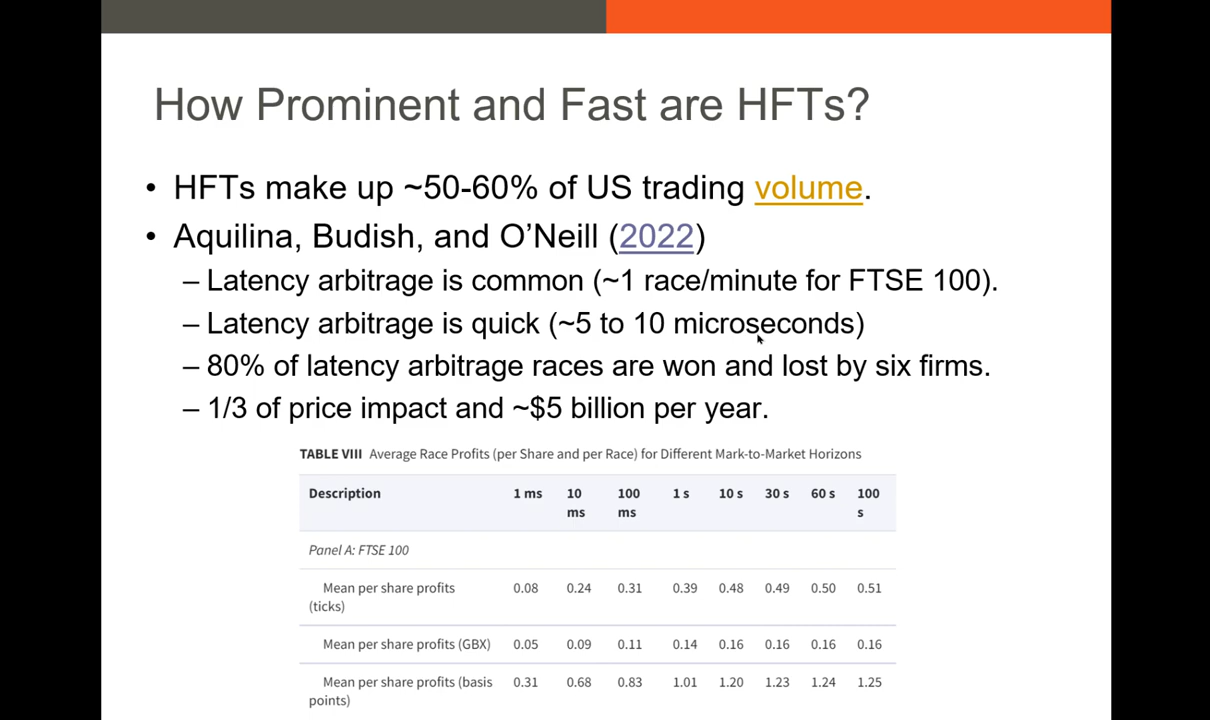 How Prominent and Fast are HFTs?
• HFTs make up ~50-60% of US trading volume.
• Aquilina, Budish, and O’Neill (2022)
– Latency arbitrage is common (~1 race/minute for FTSE 100).
– Latency arbitrage is quick (~5 to 10 microseconds)
– 80% of latency arbitrage races are won and lost by six firms.
– 1/3 of price impact and ~$5 billion per year.
TABLE VIII Average Race Profits (per Share and per Race) for Different Mark-to-Market Horizons
Description 1 ms 10 ms 100 ms 1 s 10 s 30 s 60 s 100 s
Panel A: FTSE 100
Mean per share profits (ticks) 0.08 0.24 0.31 0.39 0.48 0.49 0.50 0.51
Mean per share profits (GBX) 0.05 0.09 0.11 0.14 0.16 0.16 0.16 0.16
Mean per share profits (basis points) 0.31 0.68 0.83 1.01 1.20 1.23 1.24 1.25